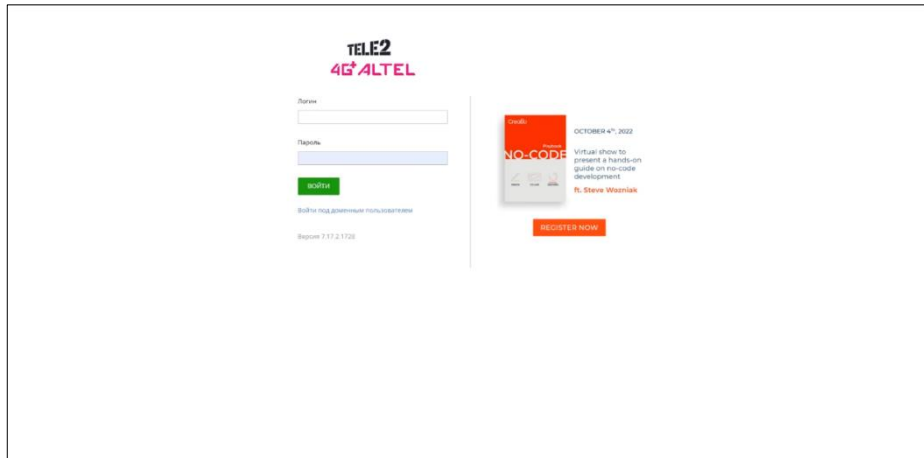 TELE2
4G+ ALTEL
Логин
Пароль
ВОЙТИ
Войти под доменным пользователем
Версия 7.17.2.1726
Creatio
Playbook
NO-CODE
OCTOBER 4TH, 2022
Virtual show to
present a hands-on
guide on no-code
development
ft. Steve Wozniak
REGISTER NOW